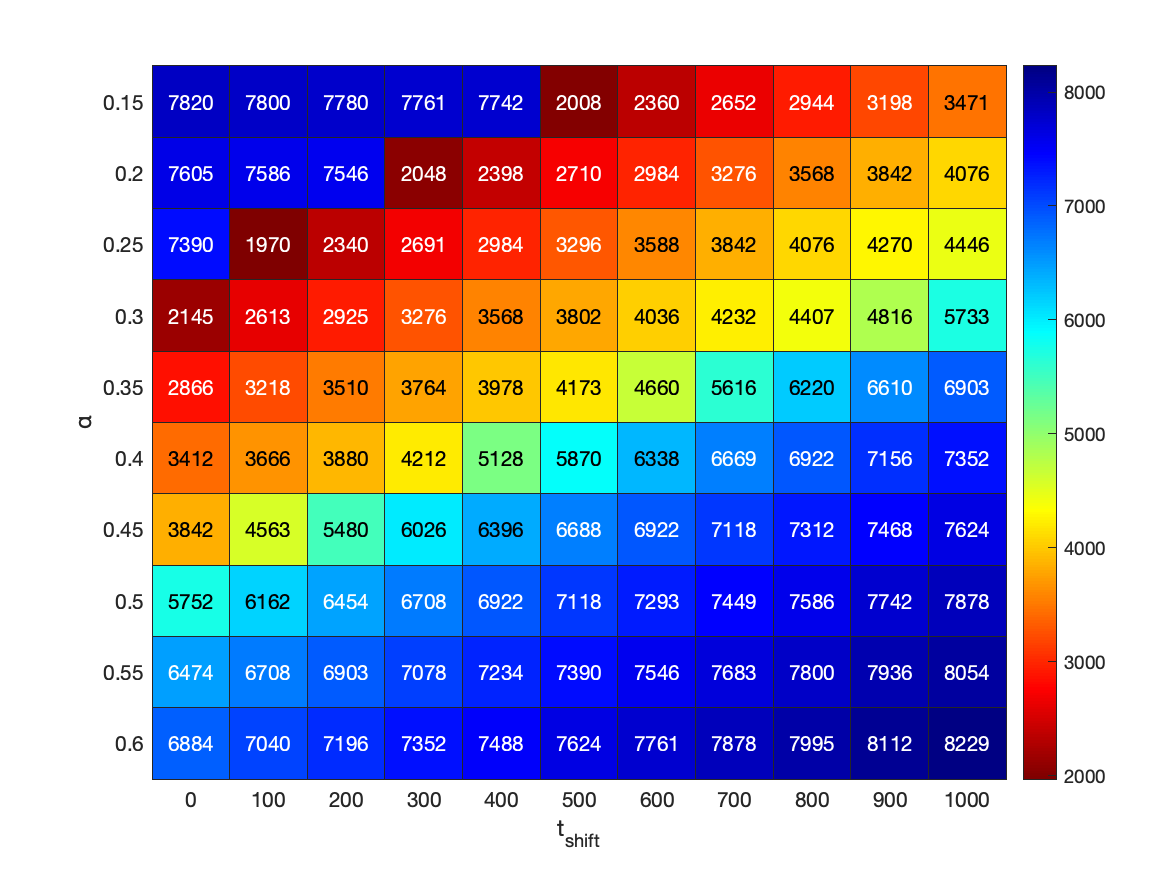 0.15 7820 7800 7780 7761 7742 2008 2360 2652 2944 3198 3471 8000
0.2 7605 7586 7546 2048 2398 2710 2984 3276 3568 3842 4076 7000
0.25 7390 1970 2340 2691 2984 3296 3588 3842 4076 4270 4446
0.3 2145 2613 2925 3276 3568 3802 4036 4232 4407 4816 5733 6000
0.35 2866 3218 3510 3764 3978 4173 4660 5616 6220 6610 6903
α
0.4 3412 3666 3880 4212 5128 5870 6338 6669 6922 7156 7352 5000
0.45 3842 4563 5480 6026 6396 6688 6922 7118 7312 7468 7624 4000
0.5 5752 6162 6454 6708 6922 7118 7293 7449 7586 7742 7878
0.55 6474 6708 6903 7078 7234 7390 7546 7683 7800 7936 8054 3000
0.6 6884 7040 7196 7352 7488 7624 7761 7878 7995 8112 8229 2000
0 100 200 300 400 500 600 700 800 900 1000
t shift